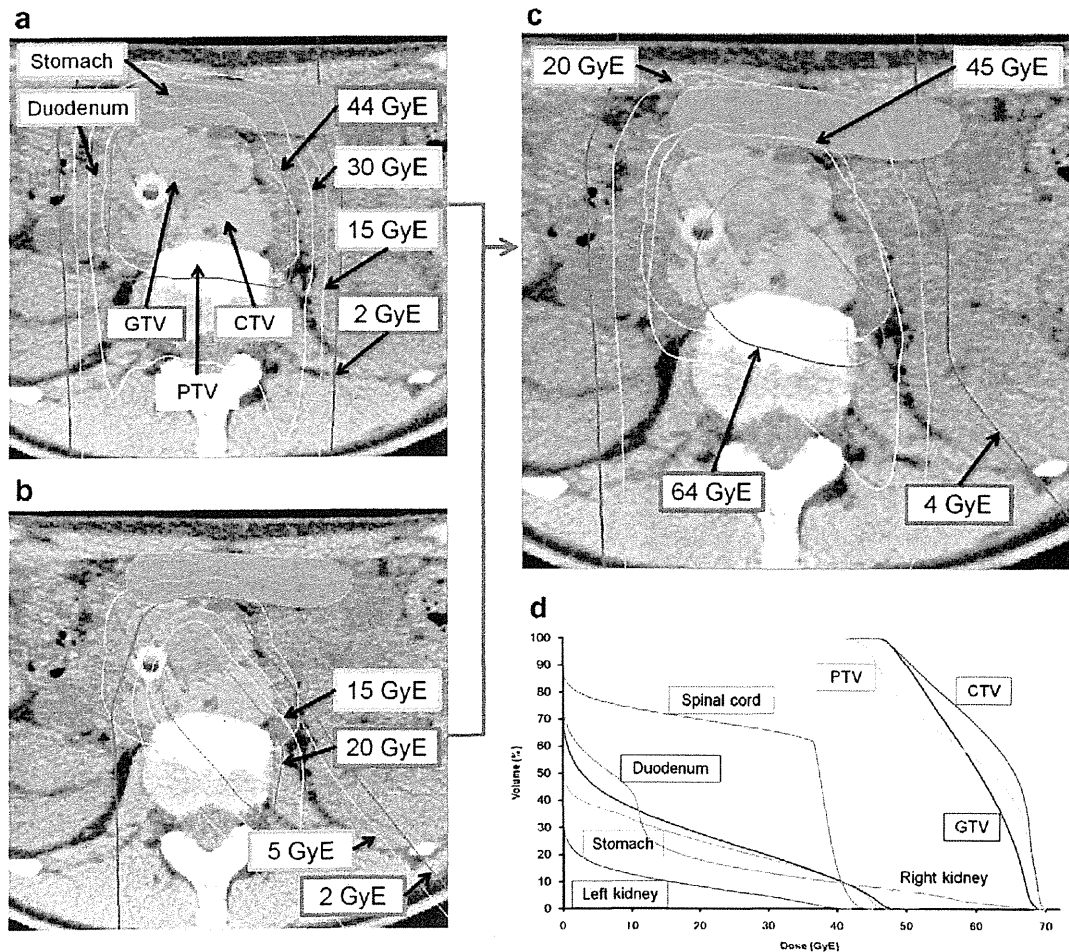 a
Stomach
Duodenum
44 GyE
30 GyE
15 GyE
2 GyE
GTV
CTV
PTV
b
15 GyE
20 GyE
5 GyE
2 GyE
c
20 GyE
45 GyE
64 GyE
4 GyE
d
100
90
80
70
60
50
40
30
20
10
0
Volume (%)
PTV
CTV
Spinal cord
Duodenum
GTV
Stomach
Right kidney
Left kidney
0
10
20
30
40
50
60
70
Dose (GyE)